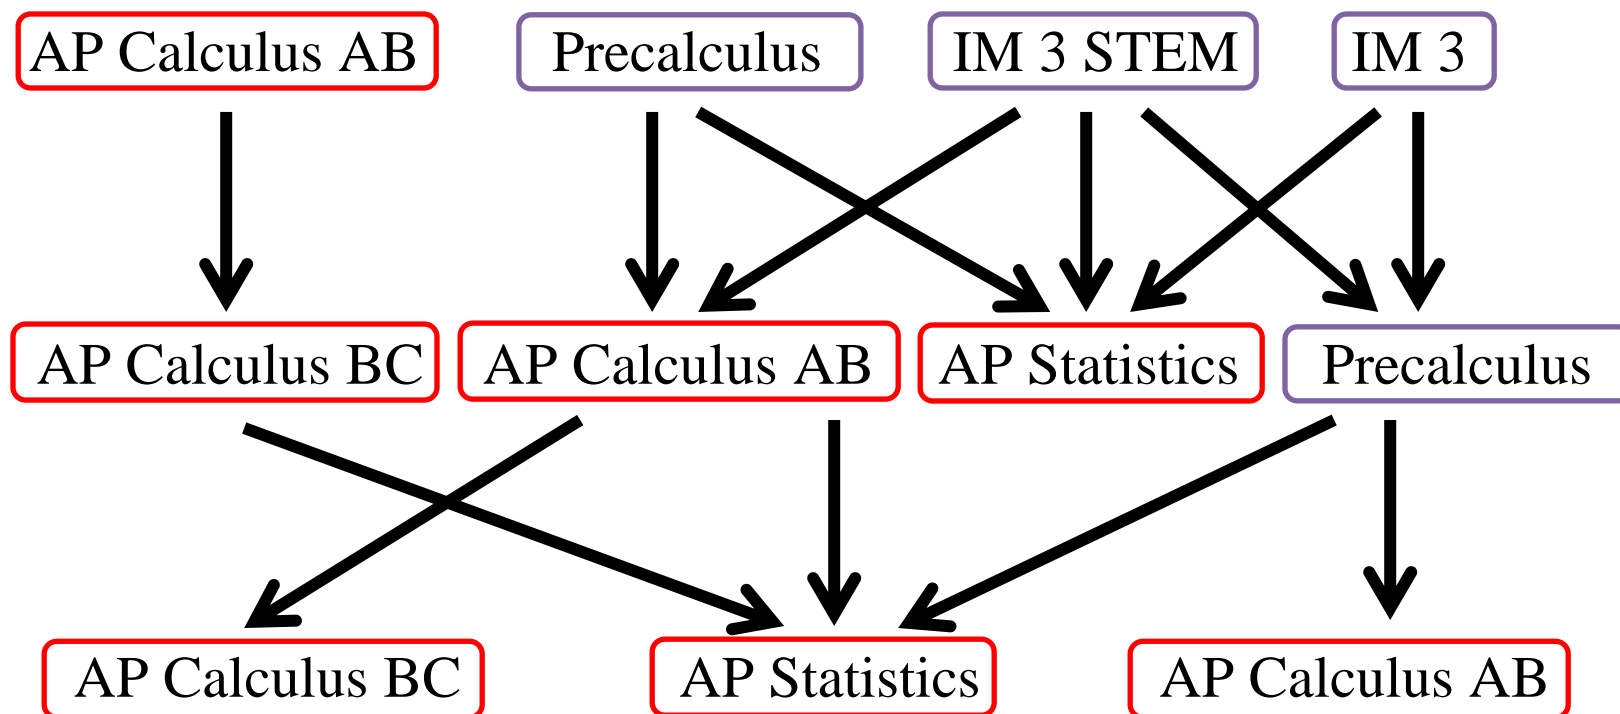 AP Calculus AB
Precalculus
IM 3 STEM
IM 3
AP Calculus BC
AP Calculus AB
AP Statistics
Precalculus
AP Calculus BC
AP Statistics
AP Calculus AB